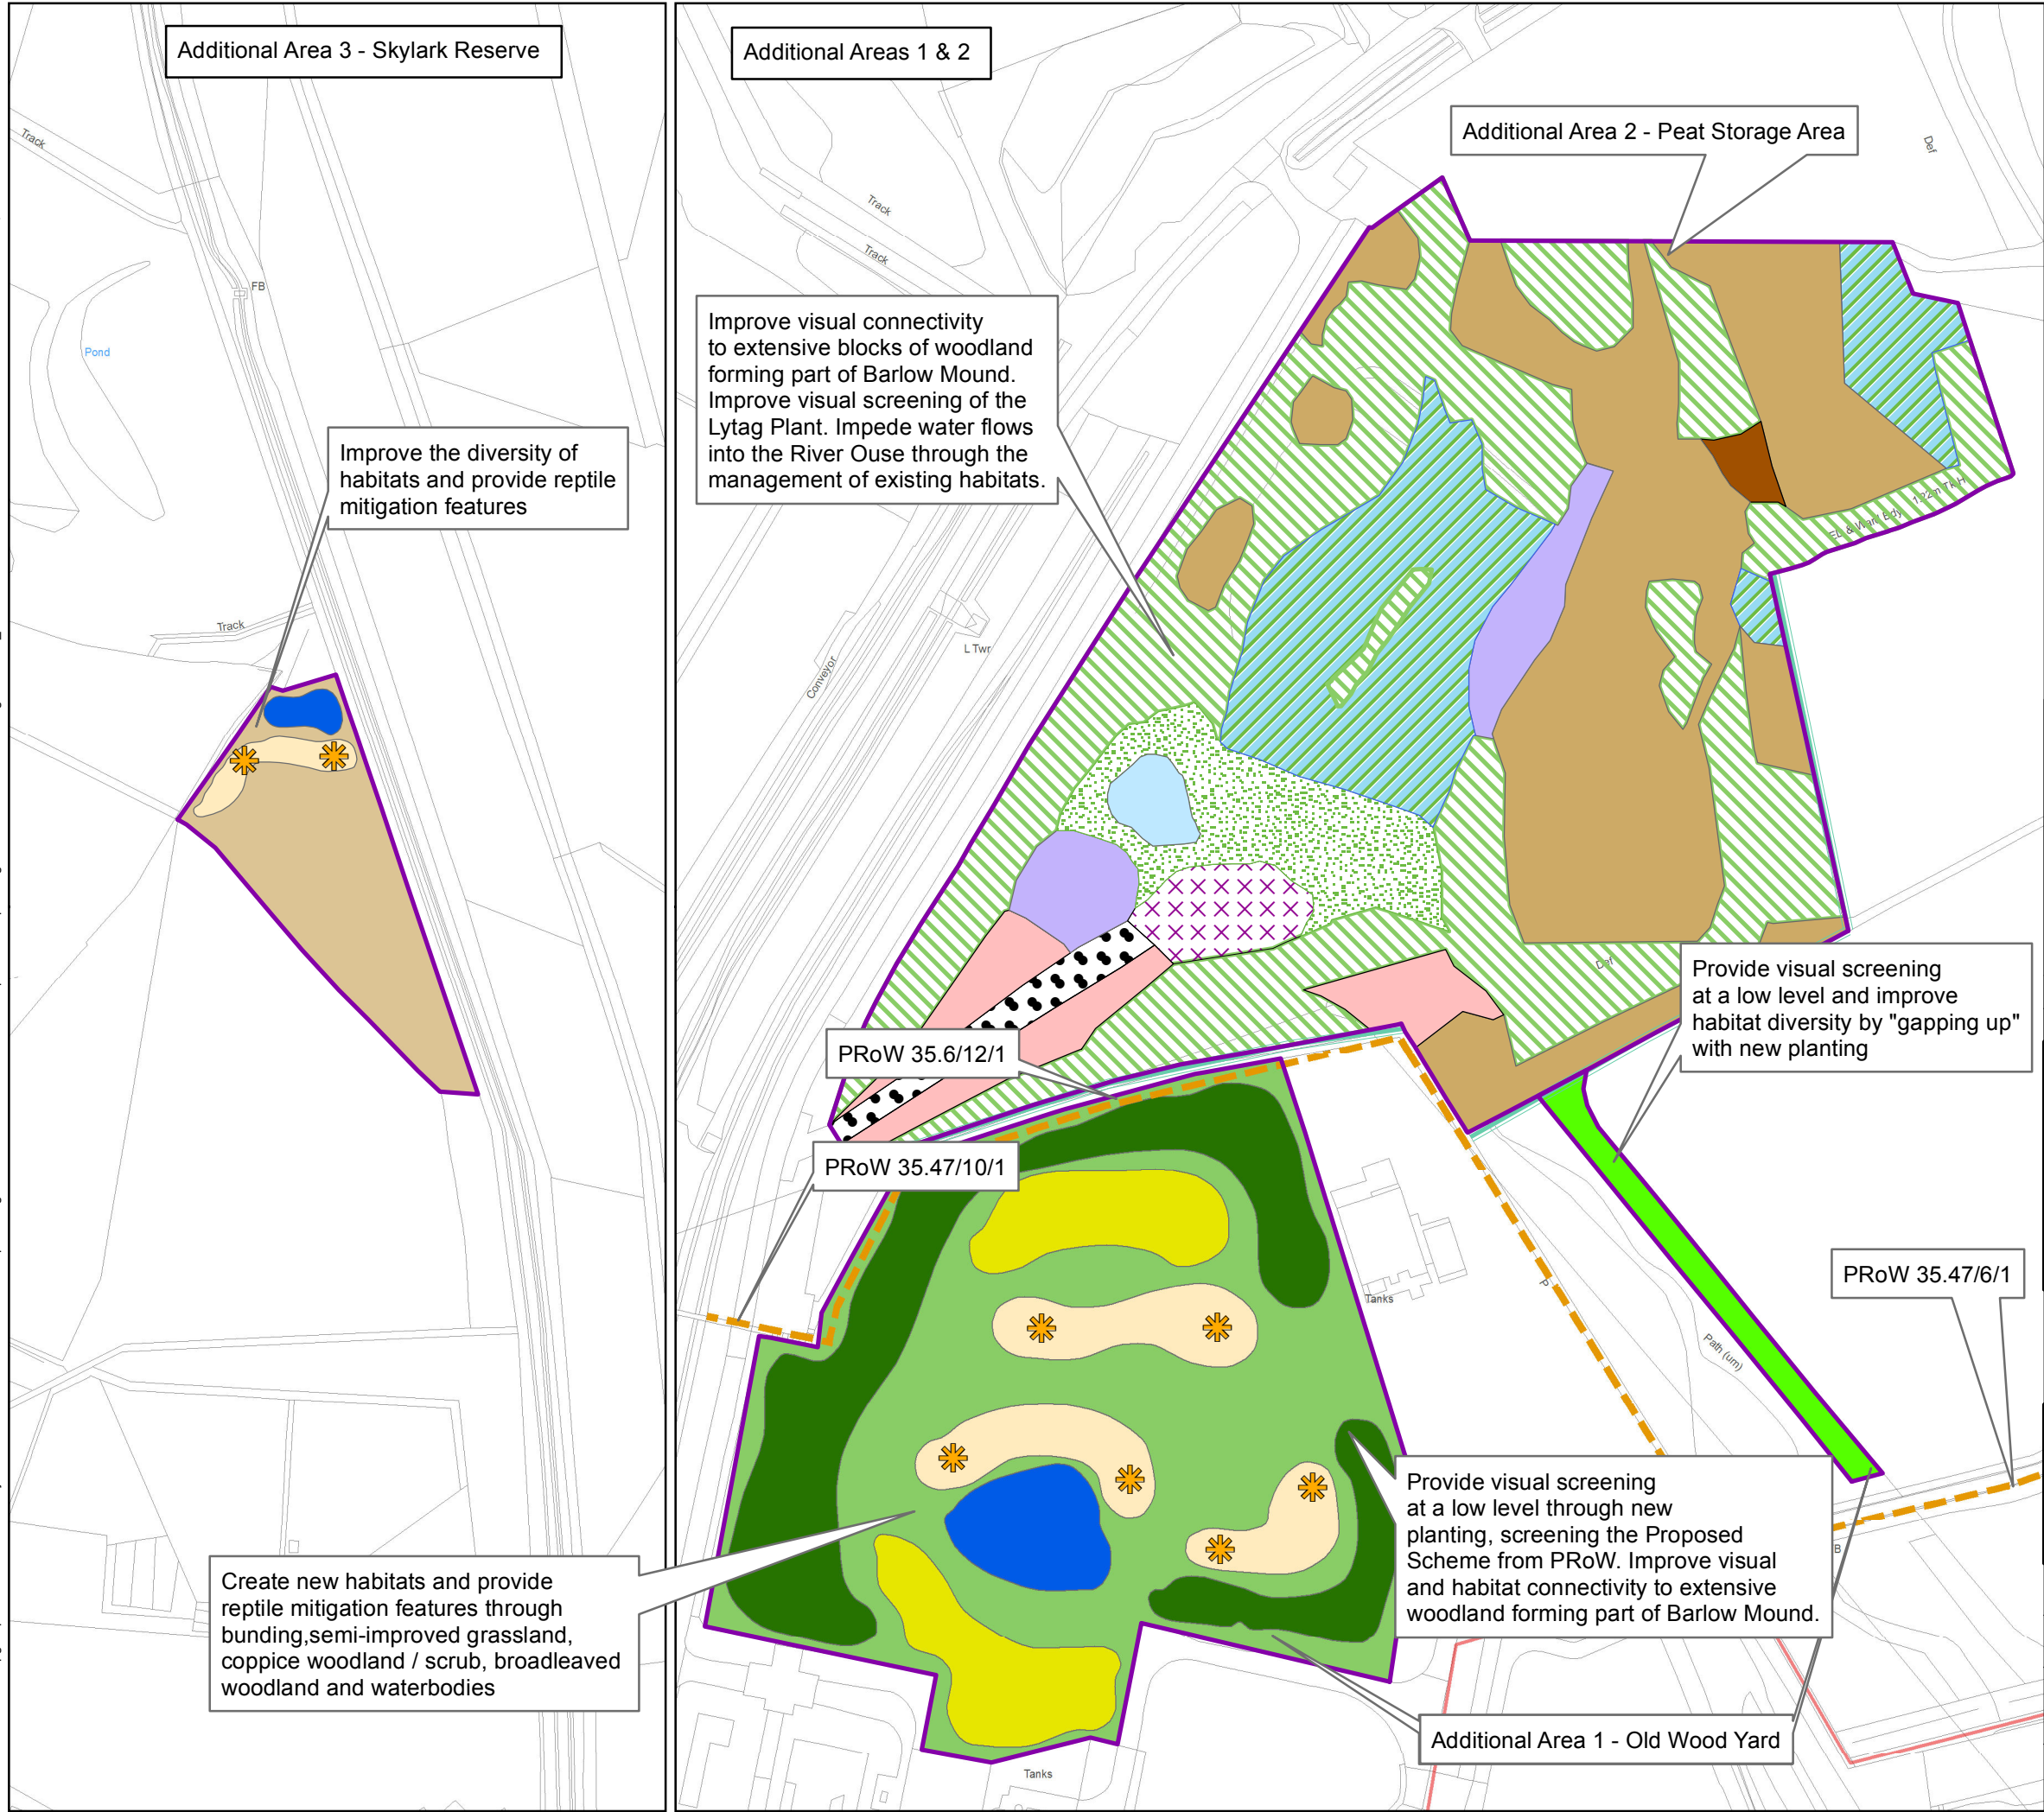 Additional Area 3 - Skylark Reserve
Track
FB
Pond
Improve the diversity of
habitats and provide reptile
mitigation features
Track
Create new habitats and provide
reptile mitigation features through
bunding,semi-improved grassland,
coppice woodland / scrub, broadleaved
woodland and waterbodies
Additional Areas 1 & 2
Additional Area 2 - Peat Storage Area
Def
Track
Track
Improve visual connectivity
to extensive blocks of woodland
forming part of Barlow Mound.
Improve visual screening of the
Lytag Plant. Impede water flows
into the River Ouse through the
management of existing habitats.
1.22m Tk H
ED & Ward Bdy
L Twr
Conveyor
Def
Provide visual screening
at a low level and improve
habitat diversity by "gapping up"
with new planting
PRoW 35.6/12/1
PRoW 35.47/10/1
PRoW 35.47/6/1
Tanks
P
Path (um)
Provide visual screening
at a low level through new
planting, screening the Proposed
Scheme from PRoW. Improve visual
and habitat connectivity to extensive
woodland forming part of Barlow Mound.
B
Additional Area 1 - Old Wood Yard
Tanks